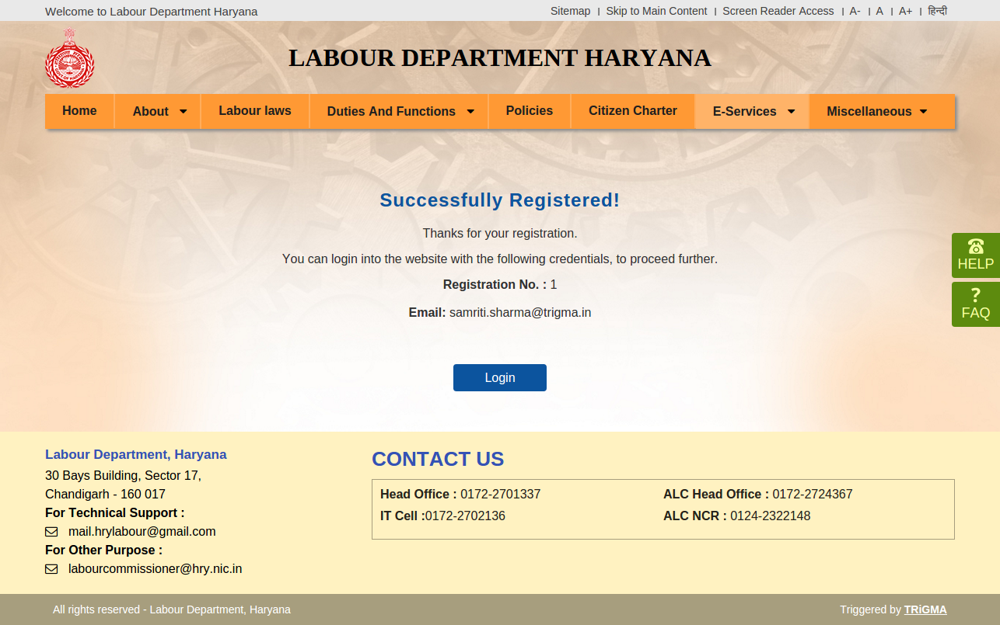 Welcome to Labour Department Haryana
Sitemap | Skip to Main Content | Screen Reader Access | A- | A | A+ | हिन्दी
LABOUR DEPARTMENT HARYANA
Home About Labour laws Duties And Functions Policies Citizen Charter E-Services Miscellaneous
Successfully Registered!
Thanks for your registration.
You can login into the website with the following credentials, to proceed further.
Registration No. : 1
Email: samriti.sharma@trigma.in
Login
HELP
?
FAQ
Labour Department, Haryana
30 Bays Building, Sector 17,
Chandigarh - 160 017
For Technical Support :
mail.hrylabour@gmail.com
For Other Purpose :
labourcommissioner@hry.nic.in
CONTACT US
Head Office : 0172-2701337
ALC Head Office : 0172-2724367
IT Cell :0172-2702136
ALC NCR : 0124-2322148
All rights reserved - Labour Department, Haryana
Triggered by TRiGMA